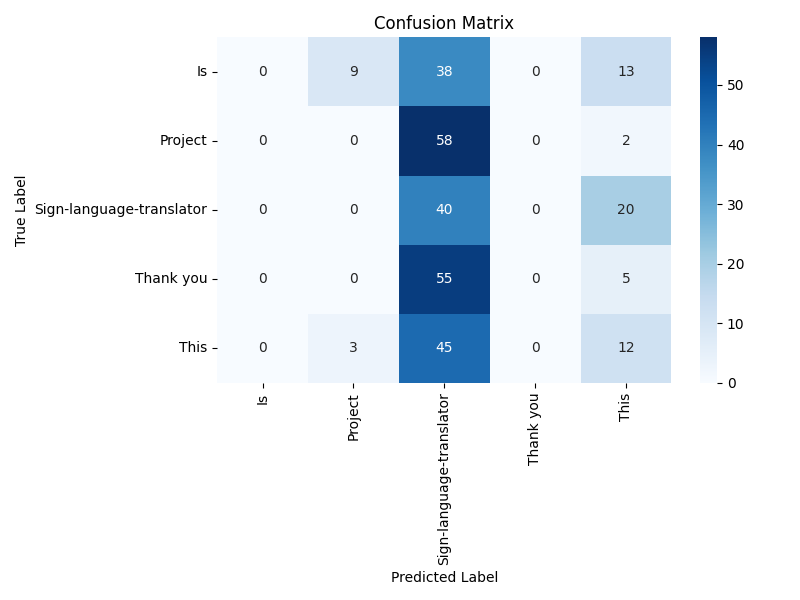 Confusion Matrix
Is 0 9 38 0 13
Project 0 0 58 0 2
Sign-language-translator 0 0 40 0 20
Thank you 0 0 55 0 5
This 0 3 45 0 12
True Label
Is Project Sign-language-translator Thank you This
Predicted Label
50
40
30
20
10
0